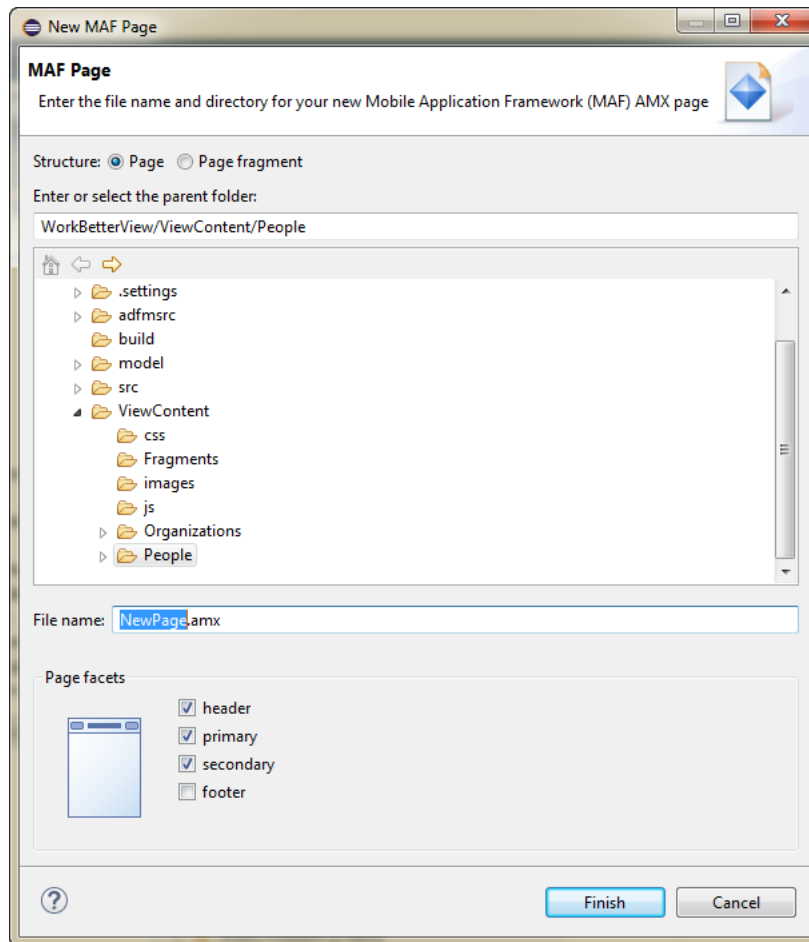 New MAF Page
MAF Page
Enter the file name and directory for your new Mobile Application Framework (MAF) AMX page
Structure: Page Page fragment
Enter or select the parent folder:
WorkBetterView/ViewContent/People
.settings
adfmsrc
build
model
src
ViewContent
css
Fragments
images
js
Organizations
People
File name: NewPage.amx
Page facets
header
primary
secondary
footer
? Finish Cancel